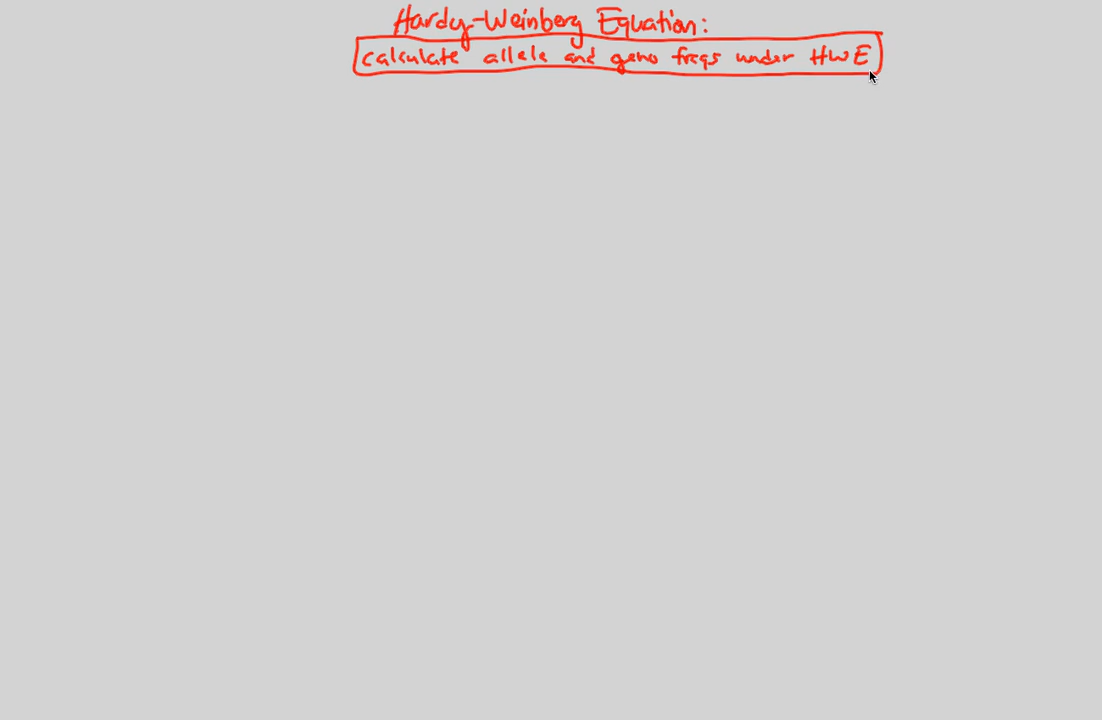 Hardy-Weinberg Equation:
calculate allele and geno freqs under HWE